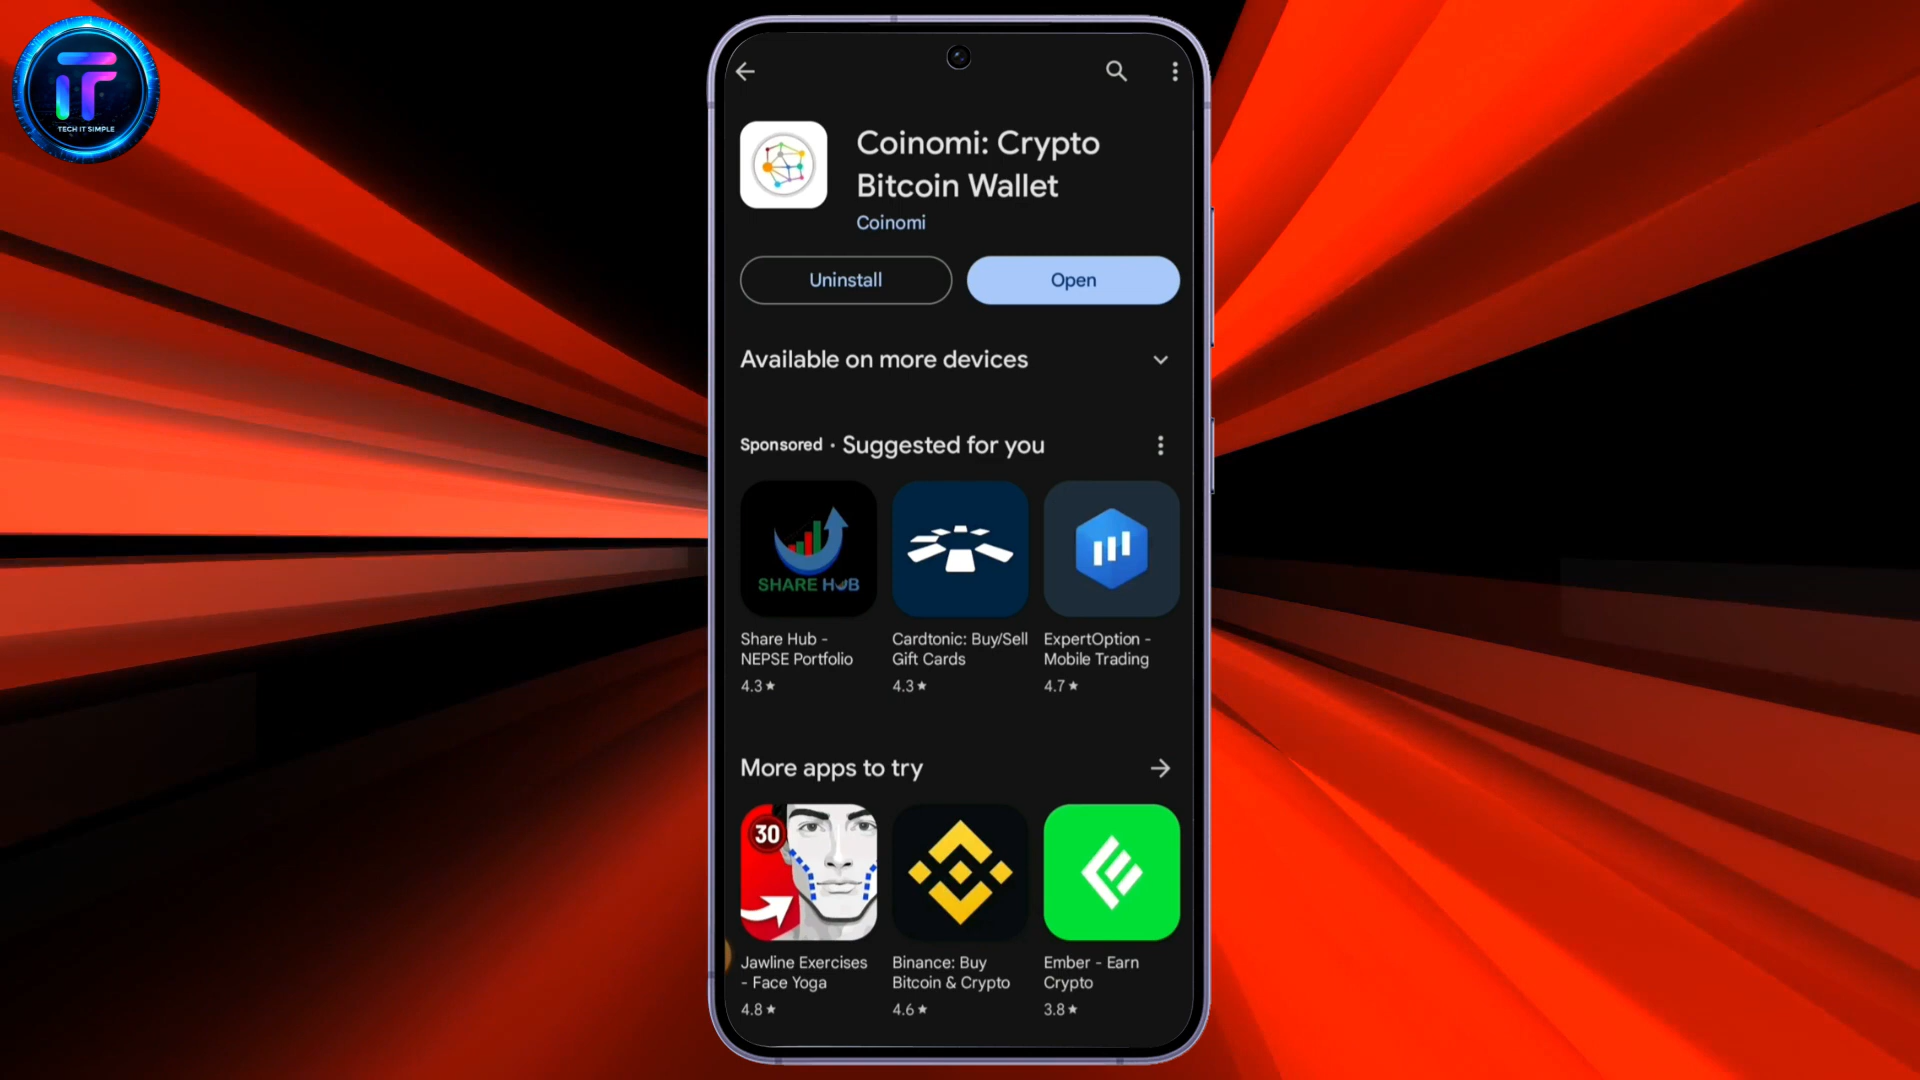 TECH IT SIMPLE
Coinomi: Crypto
Bitcoin Wallet
Coinomi
Uninstall
Open
Available on more devices
Sponsored · Suggested for you
SHARE HUB
Share Hub -
NEPSE Portfolio
4.3★
Cardtonic: Buy/Sell
Gift Cards
4.3★
ExpertOption -
Mobile Trading
4.7★
More apps to try
30
Jawline Exercises
- Face Yoga
4.8★
Binance: Buy
Bitcoin & Crypto
4.6★
Ember - Earn
Crypto
3.8★